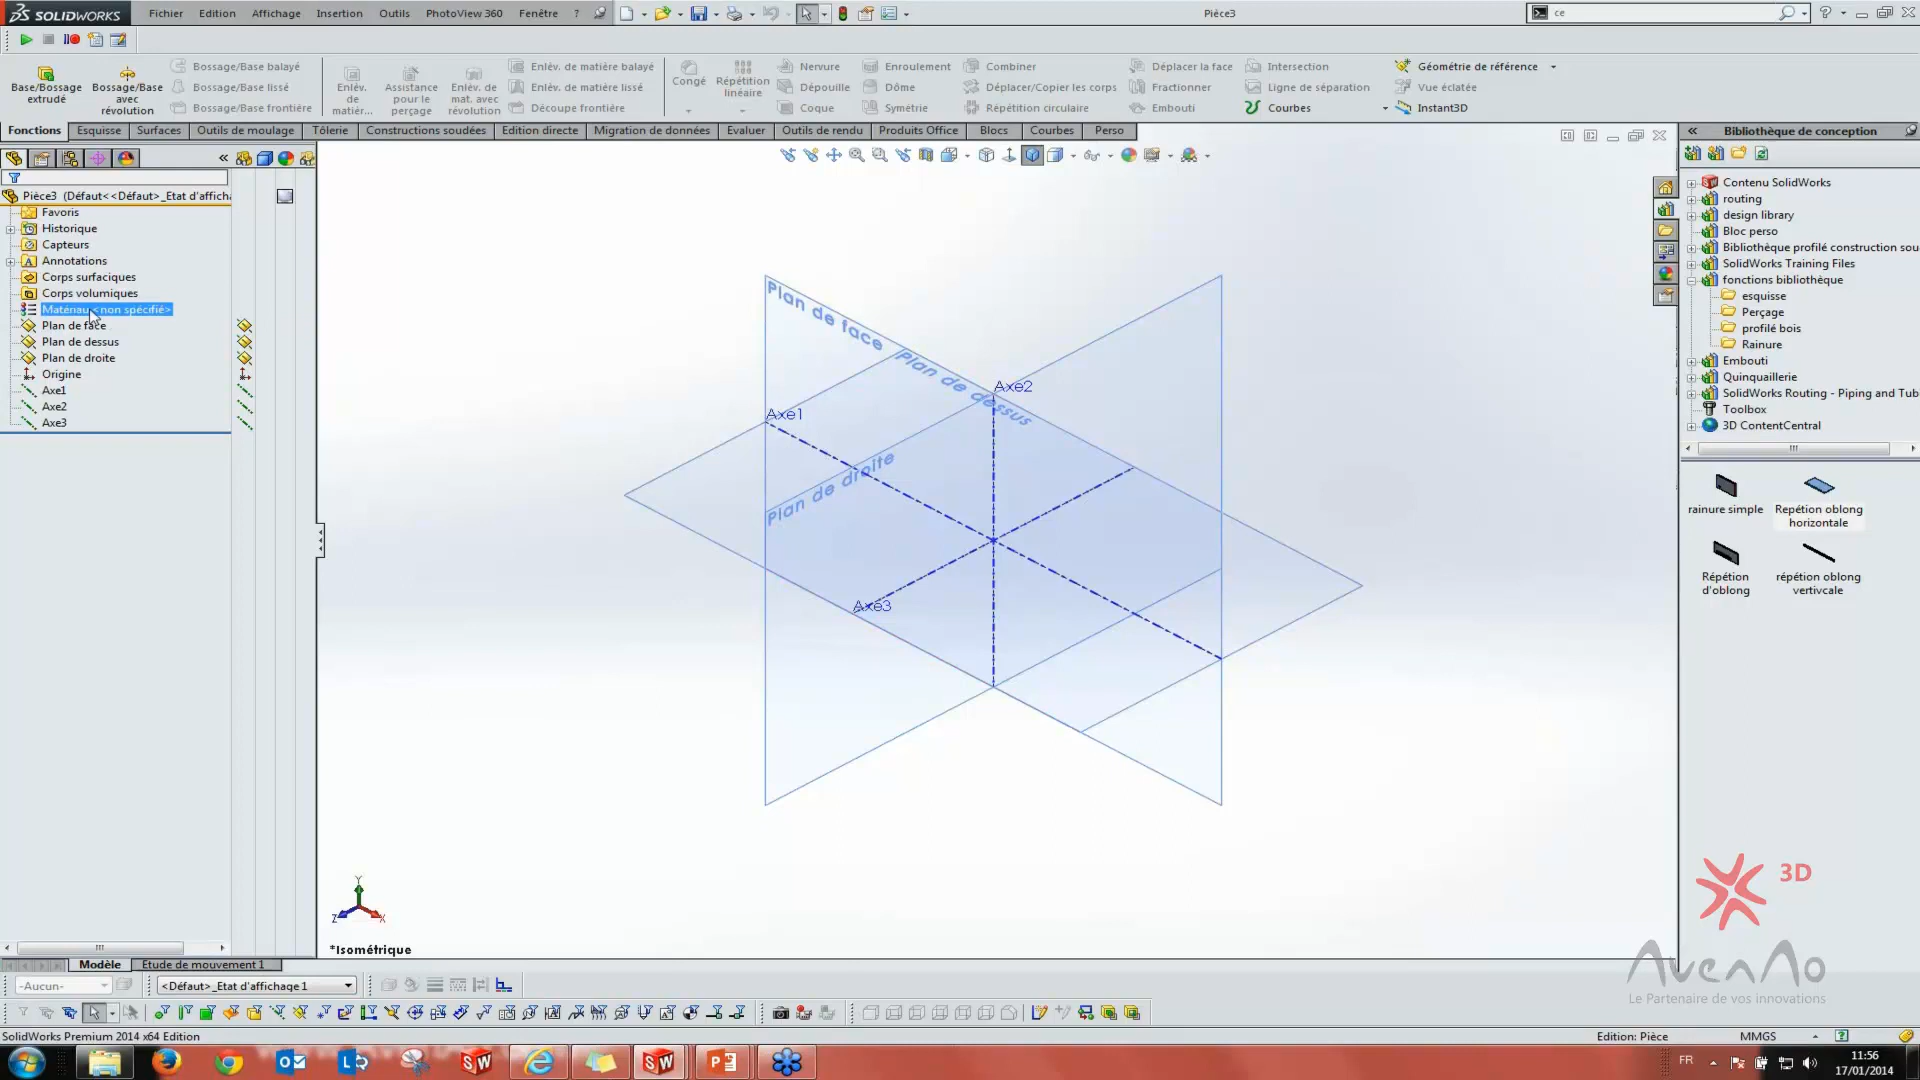 SOLIDWORKS Fichier Edition Affichage Insertion Outils PhotoView 360 Fenêtre ? Pièce3 ce
Base/Bossage extrudé
Bossage/Base avec révolution
Bossage/Base balayé
Bossage/Base lissé
Bossage/Base frontière
Enlév. de matièr...
Assistance pour le perçage
Enlév. de mat. avec révolution
Enlév. de matière balayé
Enlév. de matière lissé
Découpe frontière
Congé
Répétition linéaire
Nervure
Dépouille
Coque
Enroulement
Dôme
Symétrie
Combiner
Déplacer/Copier les corps
Répétition circulaire
Déplacer la face
Fractionner
Embouti
Intersection
Ligne de séparation
Courbes
Géométrie de référence
Vue éclatée
Instant3D
Fonctions Esquisse Surfaces Outils de moulage Tôlerie Constructions soudées Edition directe Migration de données Evaluer Outils de rendu Produits Office Blocs Courbes Perso
Pièce3 (Défaut<<Défaut>_Etat d'affich
Favoris
Historique
Capteurs
Annotations
Corps surfaciques
Corps volumiques
Matériau <non spécifié>
Plan de face
Plan de dessus
Plan de droite
Origine
Axe1
Axe2
Axe3
Plan de face
Plan de dessus
Plan de droite
Axe2
Axe1
Axe3
Y
Z
X
*Isométrique
Bibliothèque de conception
Contenu SolidWorks
routing
design library
Bloc perso
Bibliothèque profilé construction sou
SolidWorks Training Files
fonctions bibliothèque
esquisse
Perçage
profilé bois
Rainure
Embouti
Quinquaillerie
SolidWorks Routing - Piping and Tub
Toolbox
3D ContentCentral
rainure simple
Repétion oblong horizontale
Répétion d'oblong
répétion oblong vertivcale
3D
AvenAo
Le Partenaire de vos innovations
Modèle Etude de mouvement 1
-Aucun- <Défaut>_Etat d'affichage 1
SolidWorks Premium 2014 x64 Edition
Edition: Pièce MMGS
FR
11:56
17/01/2014